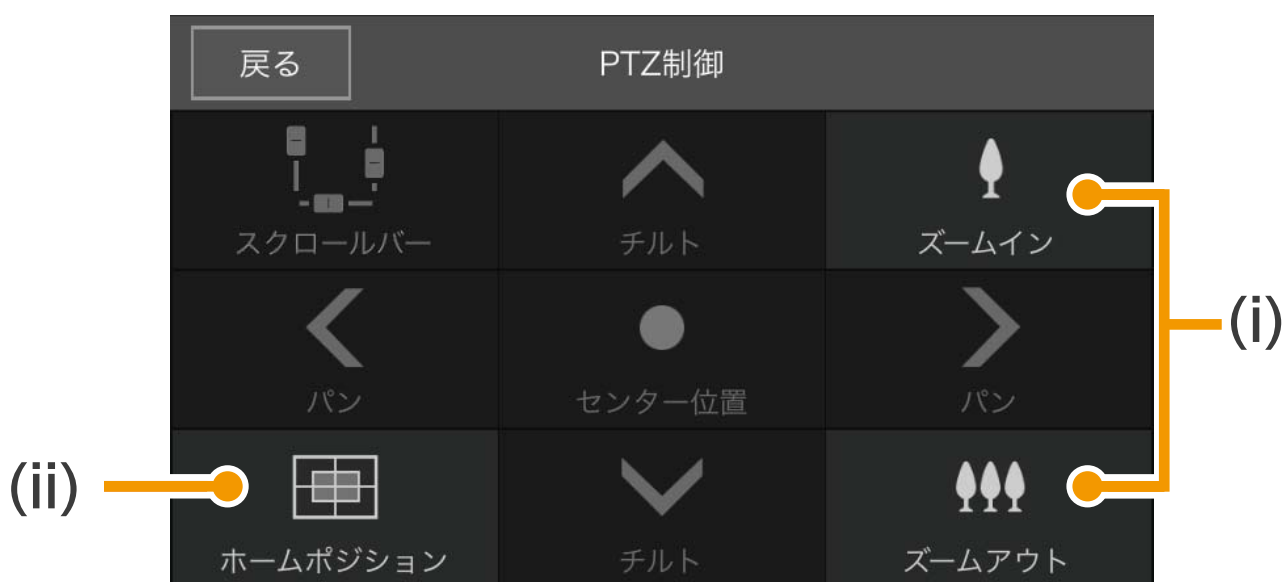 戻る
PTZ制御
スクロールバー
チルト
ズームイン
(i)
パン
センター位置
パン
(ii)
ホームポジション
チルト
ズームアウト